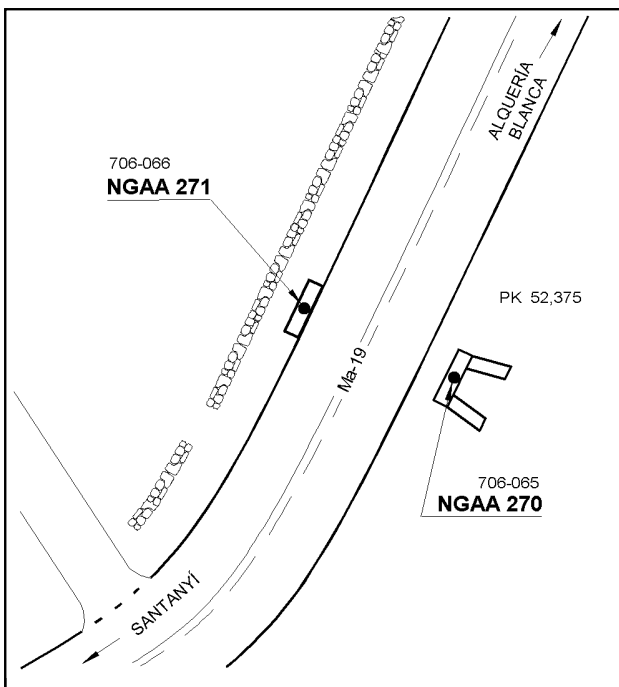 ALQUERÍA
BLANCA
706-066
NGAA 271
PK 52,375
Ma-19
706-065
NGAA 270
SANTANYÍ